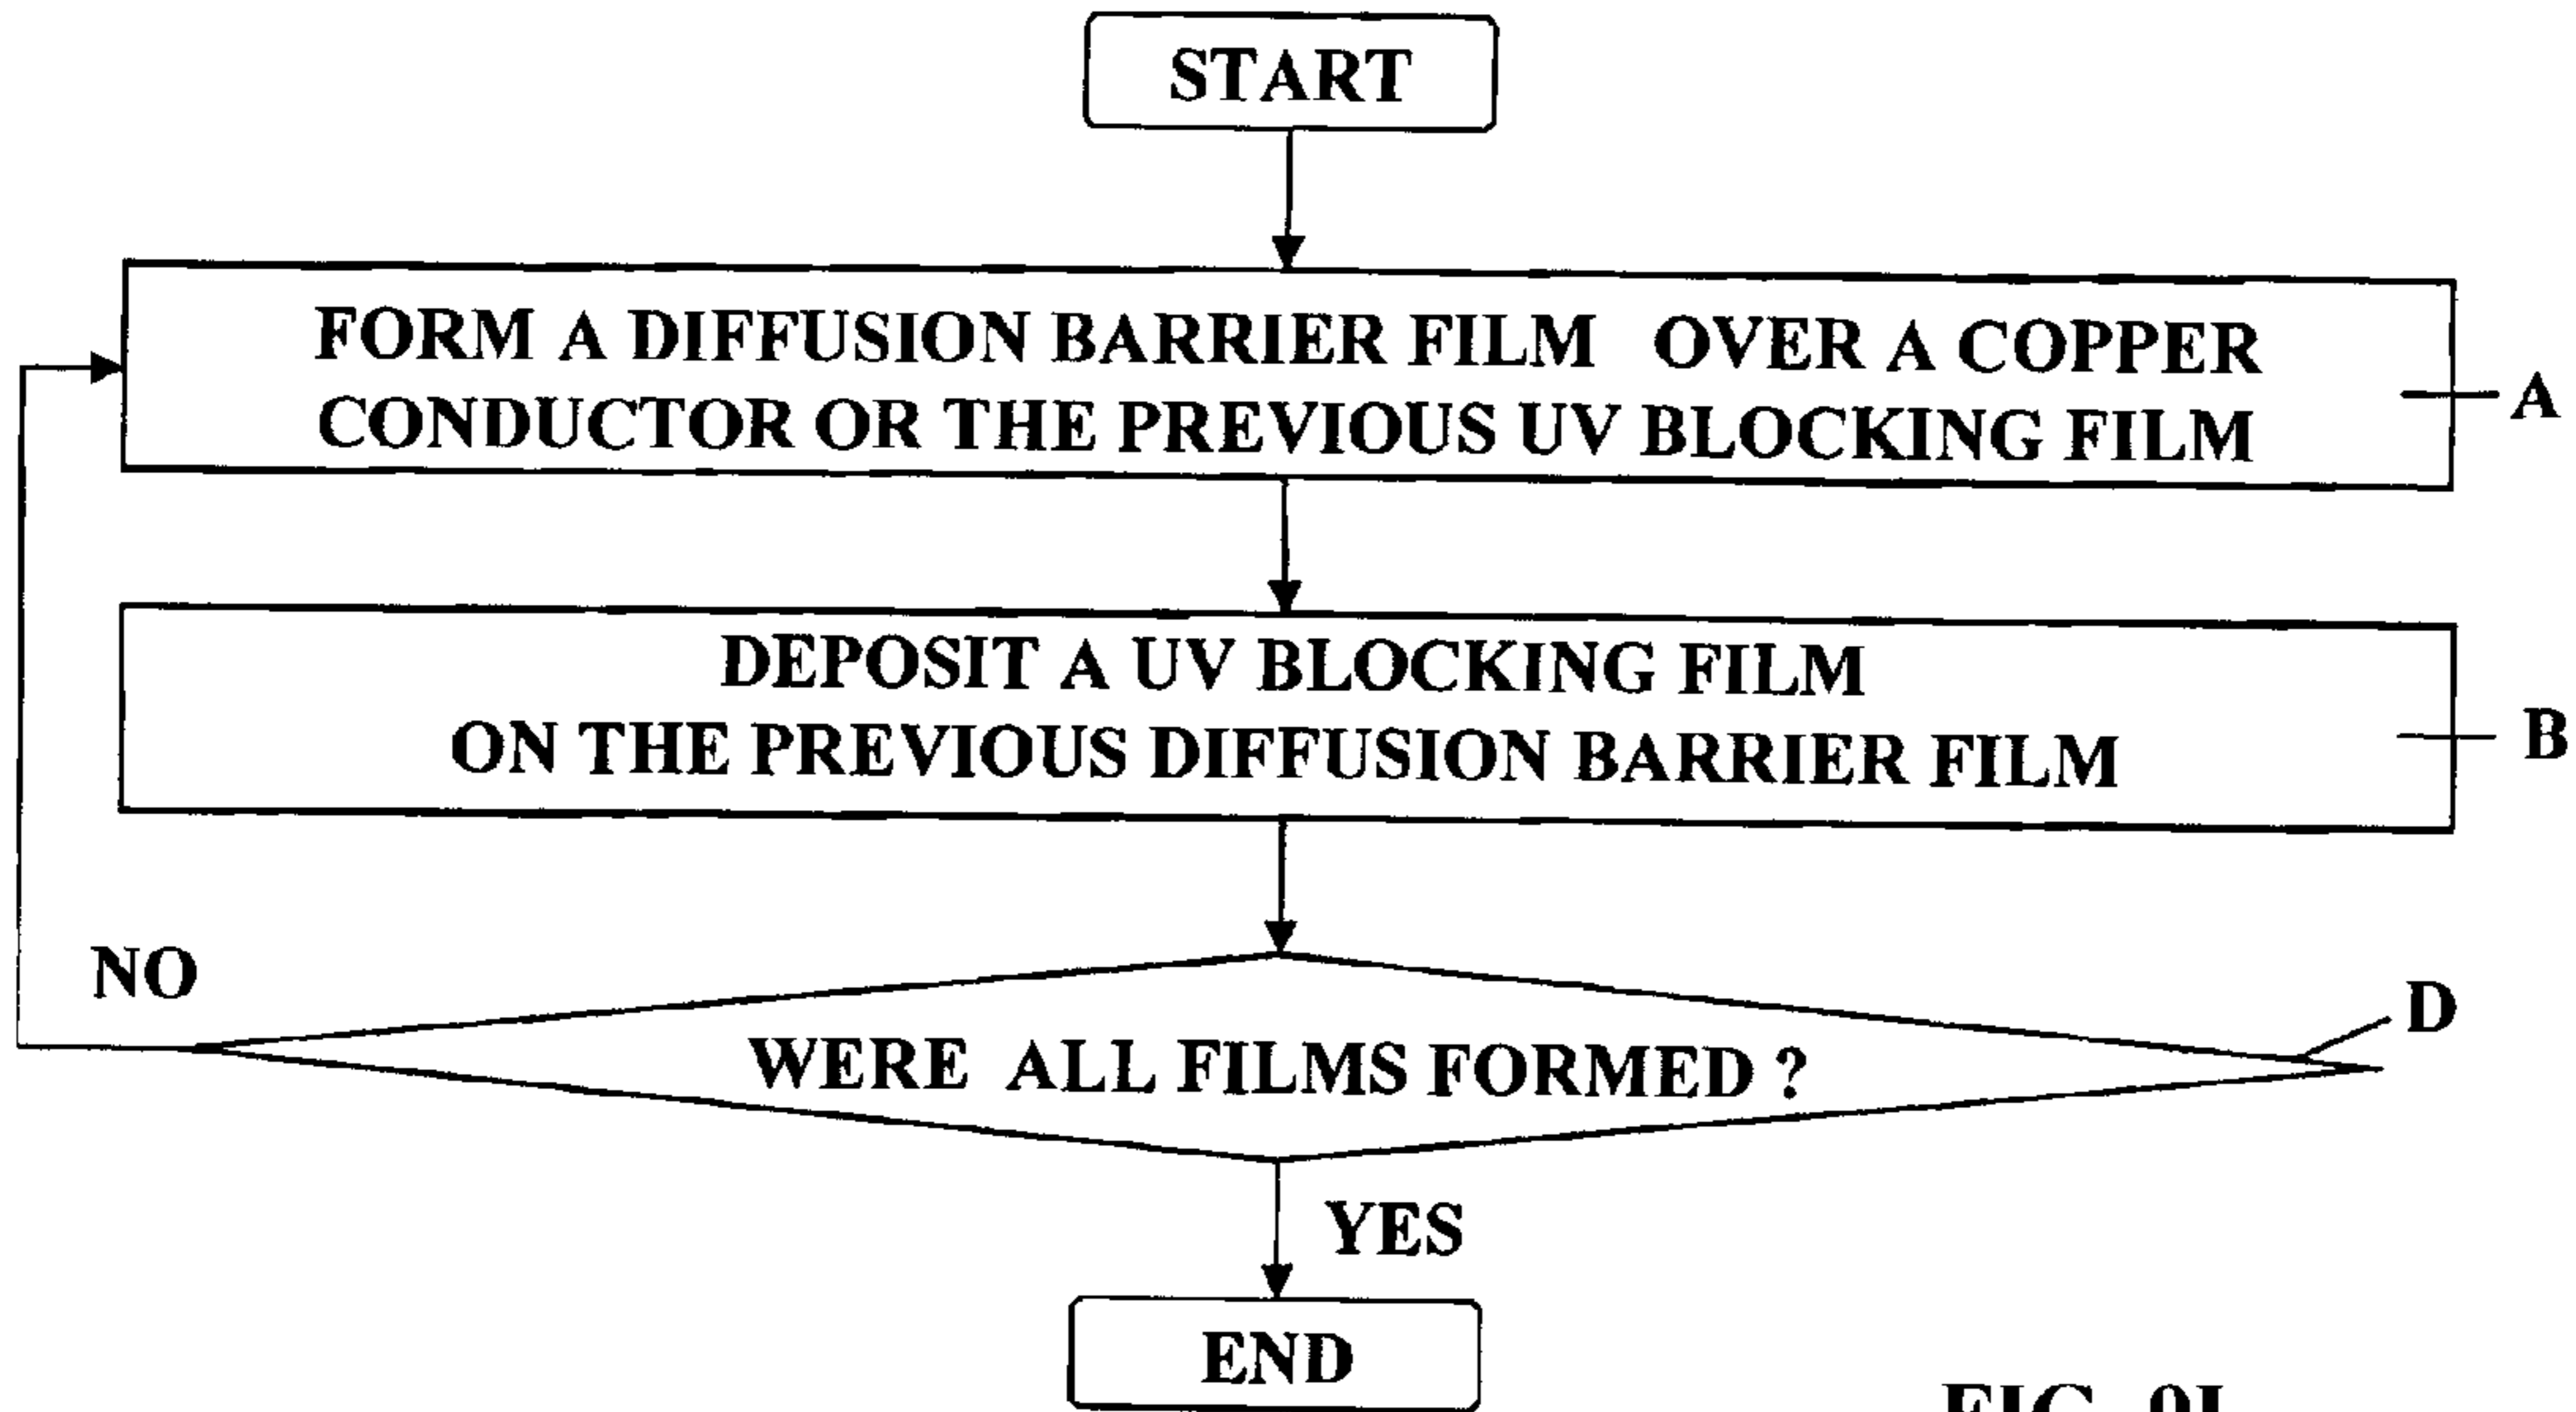 START
FORM A DIFFUSION BARRIER FILM OVER A COPPER
CONDUCTOR OR THE PREVIOUS UV BLOCKING FILM
A
DEPOSIT A UV BLOCKING FILM
ON THE PREVIOUS DIFFUSION BARRIER FILM
B
NO
D
WERE ALL FILMS FORMED ?
YES
END